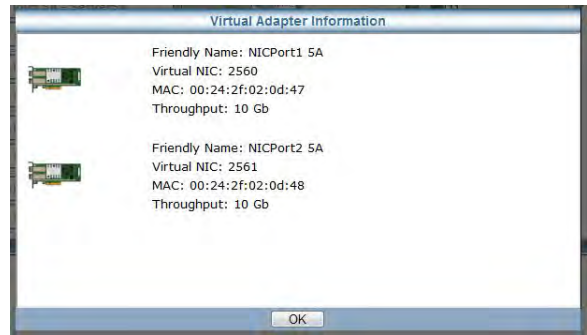 Virtual Adapter Information
Friendly Name: NICPort1 5A
Virtual NIC: 2560
MAC: 00:24:2f:02:0d:47
Throughput: 10 Gb
Friendly Name: NICPort2 5A
Virtual NIC: 2561
MAC: 00:24:2f:02:0d:48
Throughput: 10 Gb
OK